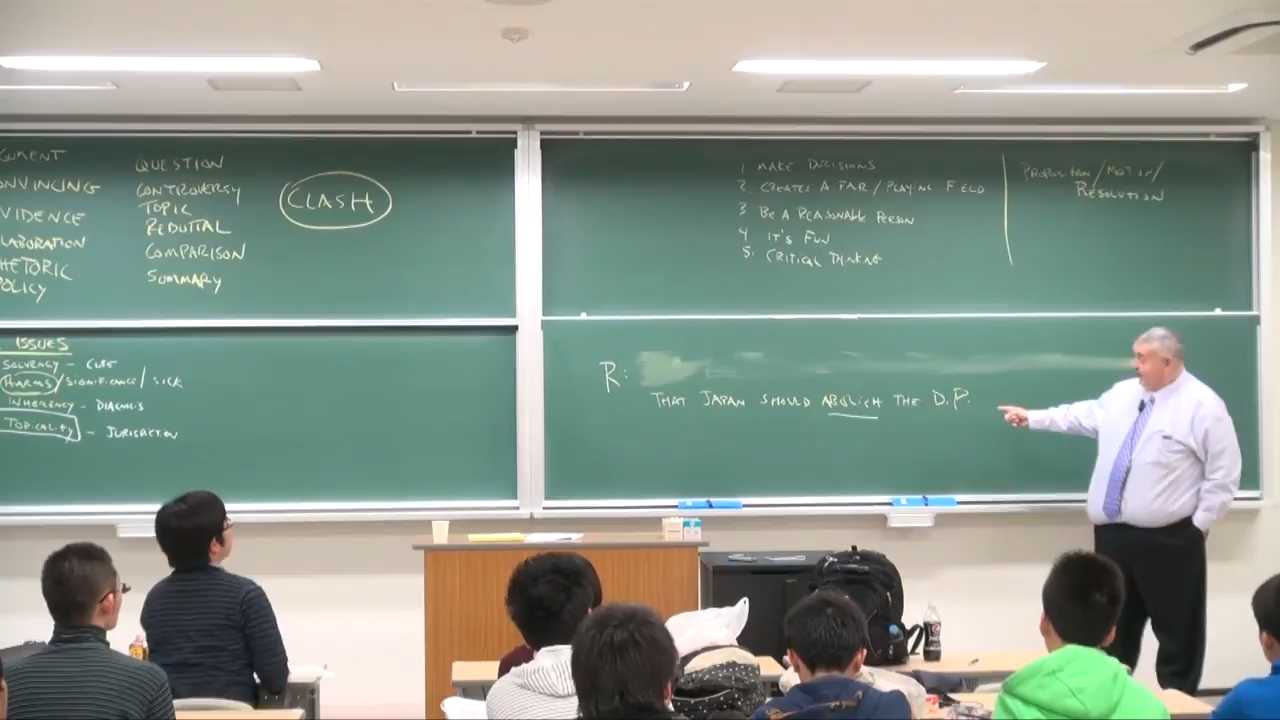 GUMENT
ONVINCING
VIDENCE
LABORATION
HETORIC
POLICY
QUESTION
CONTROVERSY
TOPIC
REBUTTAL
COMPARISON
SUMMARY
CLASH
ISSUES
SOLVENCY - CURE
HARMS/SIGNIFICANCE/SICK
INHERENCY - DIAGNOSIS
TOPICALITY - JURISDICTION
1 MAKE DECISIONS
2. CREATES A FAIR/PLAYING FIELD
3 BE A REASONABLE PERSON
4 IT'S FUN
5. CRITICAL THINKING
PROPOSITION/MOTION/
RESOLUTION
R:
THAT JAPAN SHOULD ABOLISH THE D.P.